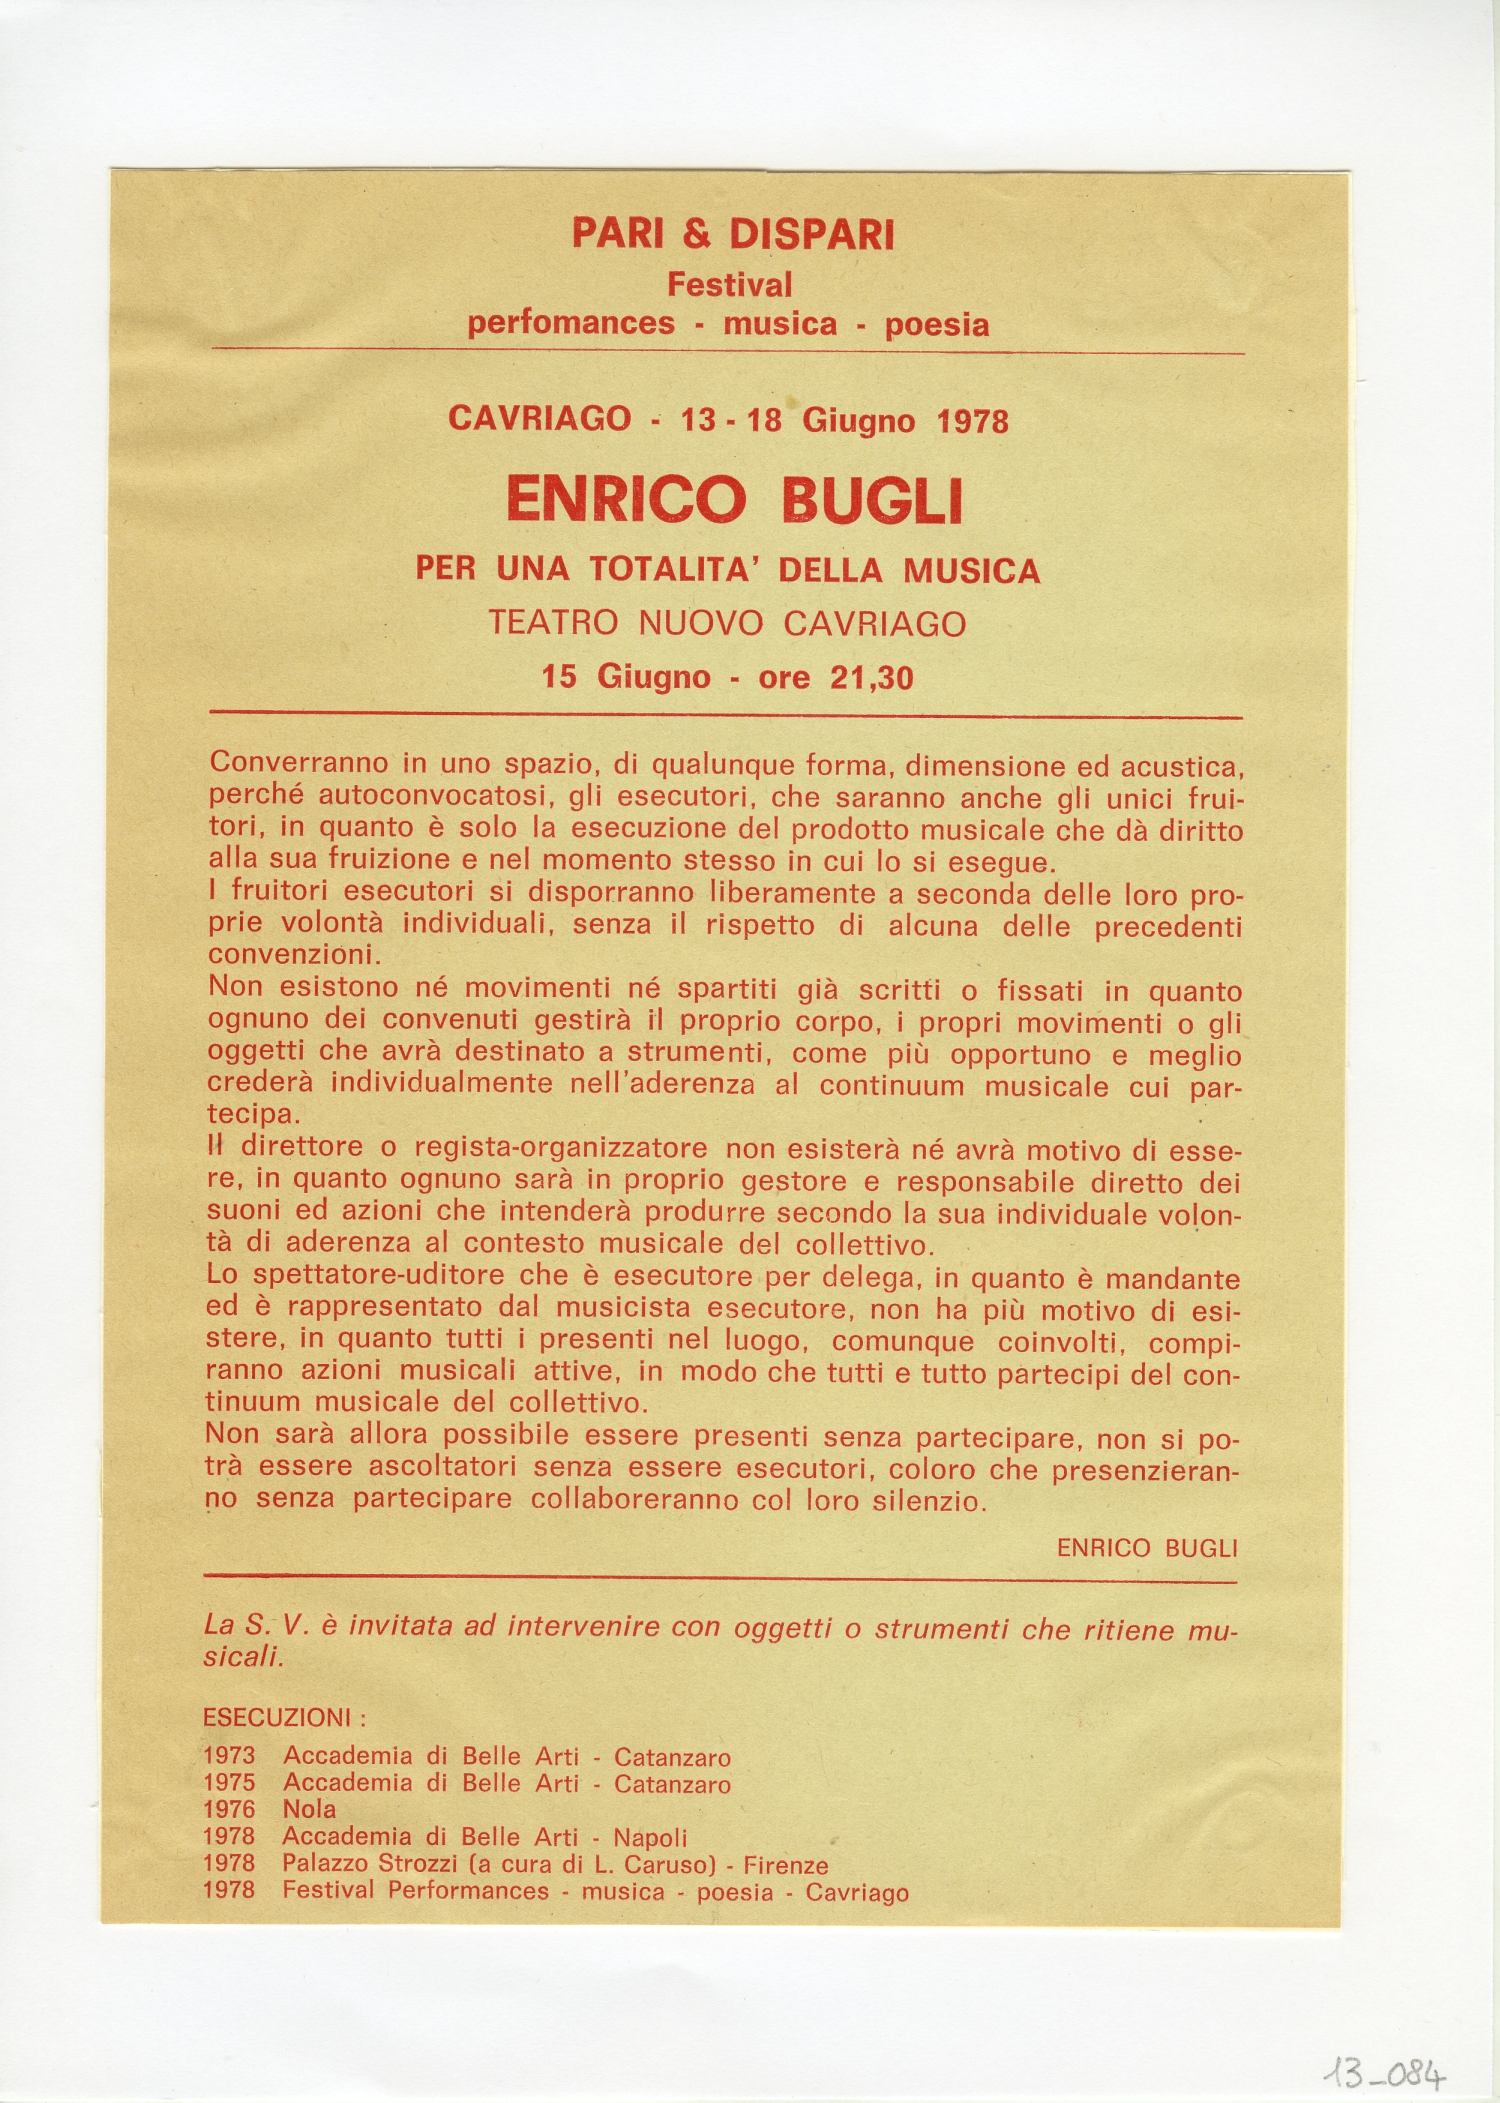 PARI & DISPARI
Festival
perfomances - musica - poesia
CAVRIAGO - 13 - 18 Giugno 1978
ENRICO BUGLI
PER UNA TOTALITA' DELLA MUSICA
TEATRO NUOVO CAVRIAGO
15 Giugno - ore 21,30
Converranno in uno spazio, di qualunque forma, dimensione ed acustica,
perché autoconvocatosi, gli esecutori, che saranno anche gli unici frui-
tori, in quanto è solo la esecuzione del prodotto musicale che dà diritto
alla sua fruizione e nel momento stesso in cui lo si esegue.
I fruitori esecutori si disporranno liberamente a seconda delle loro pro-
prie volontà individuali, senza il rispetto di alcuna delle precedenti
convenzioni.
Non esistono né movimenti né spartiti già scritti o fissati in quanto
ognuno dei convenuti gestirà il proprio corpo, i propri movimenti o gli
oggetti che avrà destinato a strumenti, come più opportuno e meglio
crederà individualmente nell'aderenza al continuum musicale cui par-
tecipa.
Il direttore o regista-organizzatore non esisterà né avrà motivo di esse-
re, in quanto ognuno sarà in proprio gestore e responsabile diretto dei
suoni ed azioni che intenderà produrre secondo la sua individuale volon-
tà di aderenza al contesto musicale del collettivo.
Lo spettatore-uditore che è esecutore per delega, in quanto è mandante
ed è rappresentato dal musicista esecutore, non ha più motivo di esi-
stere, in quanto tutti i presenti nel luogo, comunque coinvolti, compi-
ranno azioni musicali attive, in modo che tutti e tutto partecipi del con-
tinuum musicale del collettivo.
Non sarà allora possibile essere presenti senza partecipare, non si po-
trà essere ascoltatori senza essere esecutori, coloro che presenzieran-
no senza partecipare collaboreranno col loro silenzio.
ENRICO BUGLI
La S. V. è invitata ad intervenire con oggetti o strumenti che ritiene mu-
sicali.
ESECUZIONI :
1973 Accademia di Belle Arti - Catanzaro
1975 Accademia di Belle Arti - Catanzaro
1976 Nola
1978 Accademia di Belle Arti - Napoli
1978 Palazzo Strozzi (a cura di L. Caruso) - Firenze
1978 Festival Performances - musica - poesia - Cavriago
13_084